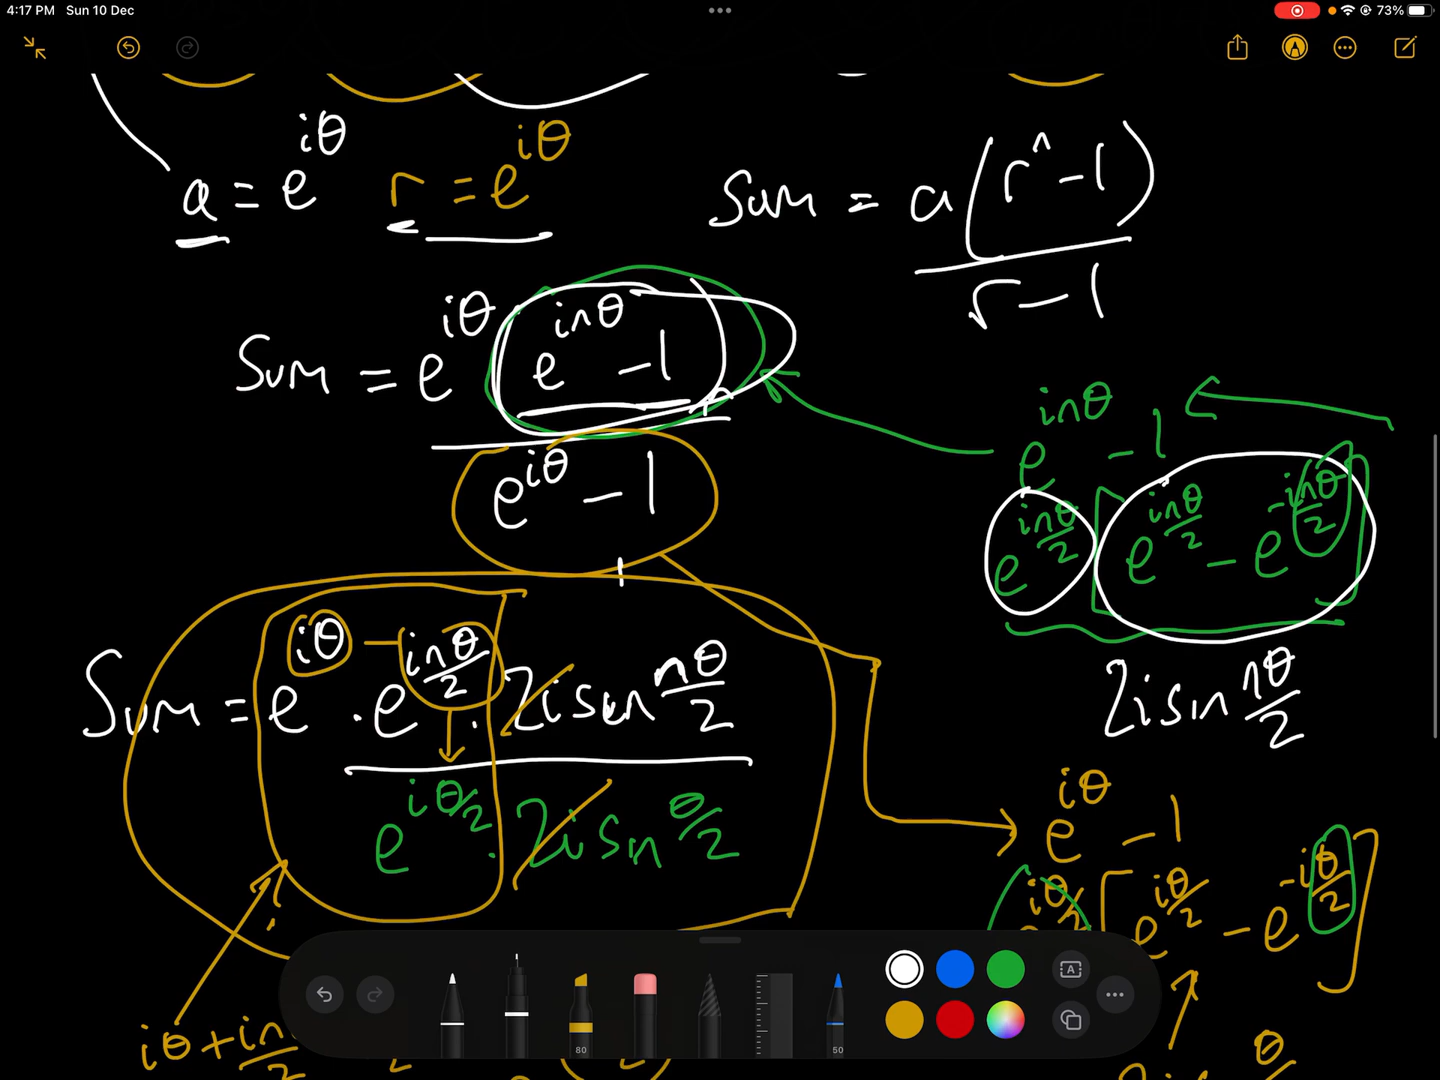 4:17 PM Sun 10 Dec
73%
a = e^{iθ} r = e^{iθ}
Sum = a(r^n - 1) / r - 1
Sum = e^{iθ} (e^{inθ} - 1) / e^{iθ} - 1
e^{inθ} - 1
e^{inθ/2} [e^{inθ/2} - e^{-inθ/2}]
2i sin nθ/2
Sum = e^{iθ} . e^{inθ/2} . 2i sin nθ/2
e^{iθ/2} . 2i sin θ/2
e^{iθ} - 1
[e^{iθ/2} - e^{-iθ/2}]
iθ + in
80
50
A